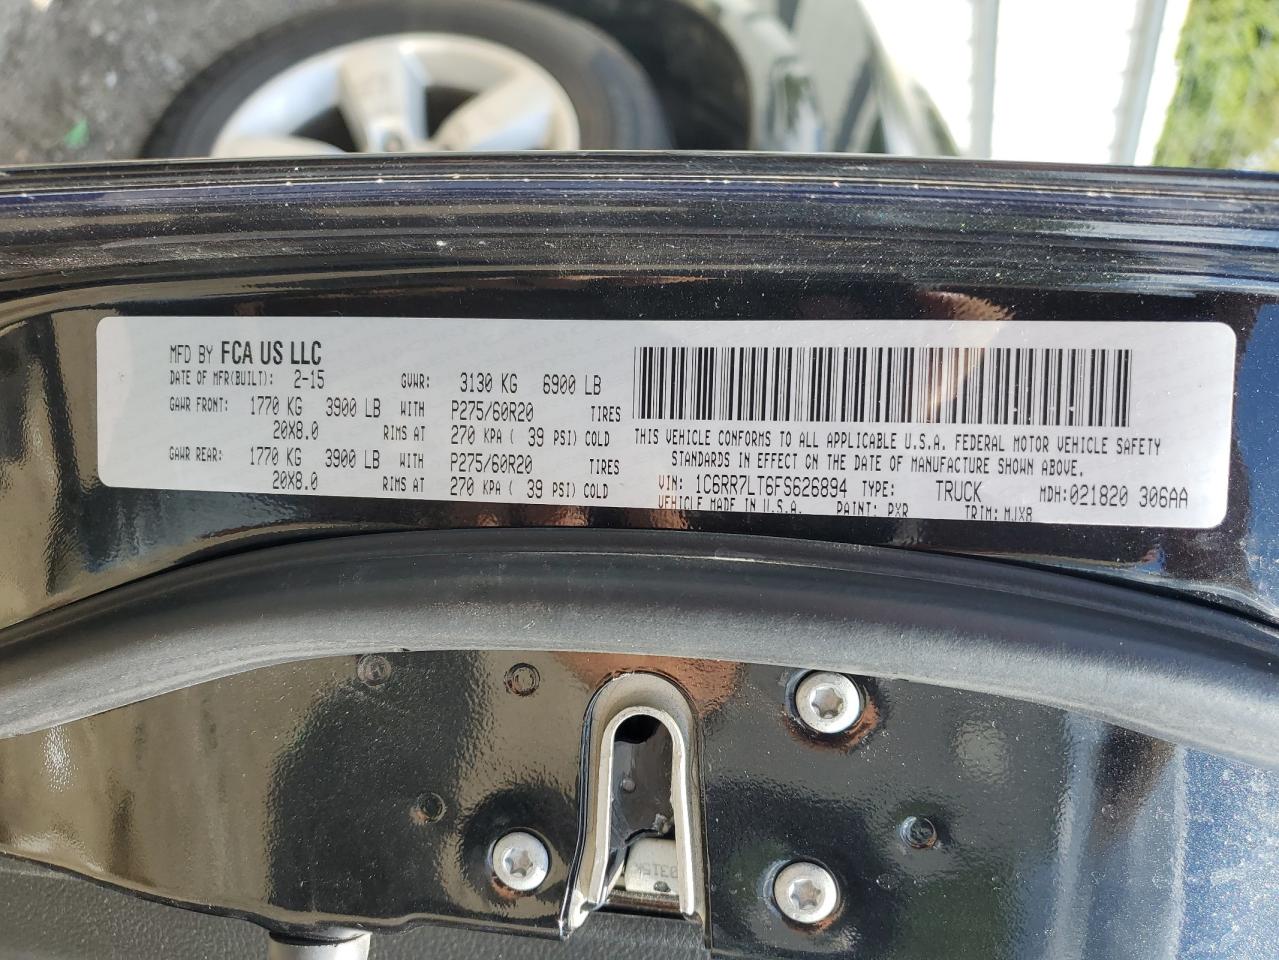 MFD BY FCA US LLC
DATE OF MFR(BUILT): 2-15 GVWR: 3130 KG 6900 LB
GAWR FRONT: 1770 KG 3900 LB WITH P275/60R20 TIRES
20X8.0 RIMS AT 270 KPA ( 39 PSI) COLD
GAWR REAR: 1770 KG 3900 LB WITH P275/60R20 TIRES
20X8.0 RIMS AT 270 KPA ( 39 PSI) COLD
THIS VEHICLE CONFORMS TO ALL APPLICABLE U.S.A. FEDERAL MOTOR VEHICLE SAFETY
STANDARDS IN EFFECT ON THE DATE OF MANUFACTURE SHOWN ABOVE.
VIN: 1C6RR7LT6FS626894 TYPE: TRUCK MDH:021820 306AA
VEHICLE MADE IN U.S.A. PAINT: PXR TRIM: MJX8